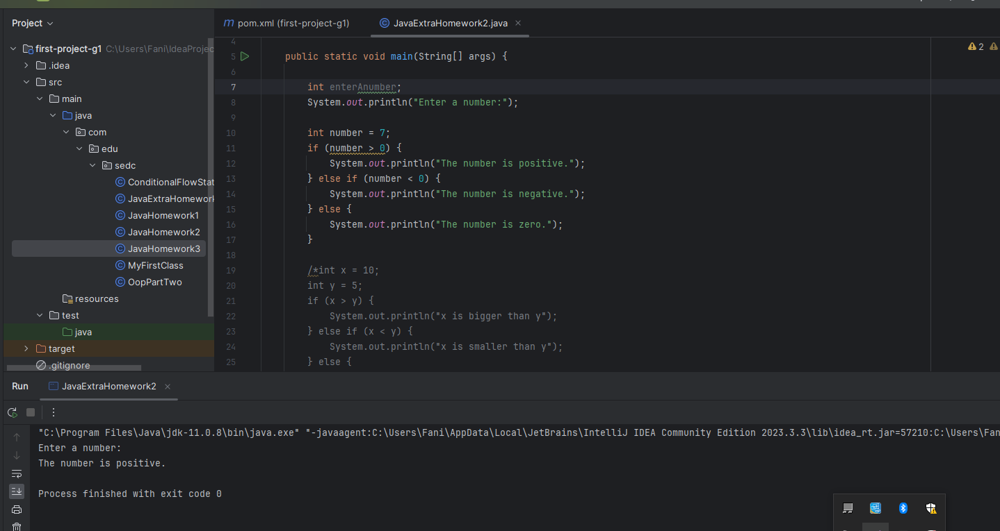 Project
first-project-g1 C:\Users\Fani\IdeaProjec
.idea
src
main
java
com
edu
sedc
ConditionalFlowStat
JavaExtraHomework
JavaHomework1
JavaHomework2
JavaHomework3
MyFirstClass
OopPartTwo
resources
test
java
target
.gitignore
pom.xml (first-project-g1)
JavaExtraHomework2.java
2
4
5 public static void main(String[] args) {
6
7 int enterAnumber;
8 System.out.println("Enter a number:");
9
10 int number = 7;
11 if (number > 0) {
12 System.out.println("The number is positive.");
13 } else if (number < 0) {
14 System.out.println("The number is negative.");
15 } else {
16 System.out.println("The number is zero.");
17 }
18
19 /*int x = 10;
20 int y = 5;
21 if (x > y) {
22 System.out.println("x is bigger than y");
23 } else if (x < y) {
24 System.out.println("x is smaller than y");
25 } else {
Run JavaExtraHomework2
"C:\Program Files\Java\jdk-11.0.8\bin\java.exe" "-javaagent:C:\Users\Fani\AppData\Local\JetBrains\IntelliJ IDEA Community Edition 2023.3.3\lib\idea_rt.jar=57210:C:\Users\Fan
Enter a number:
The number is positive.
Process finished with exit code 0